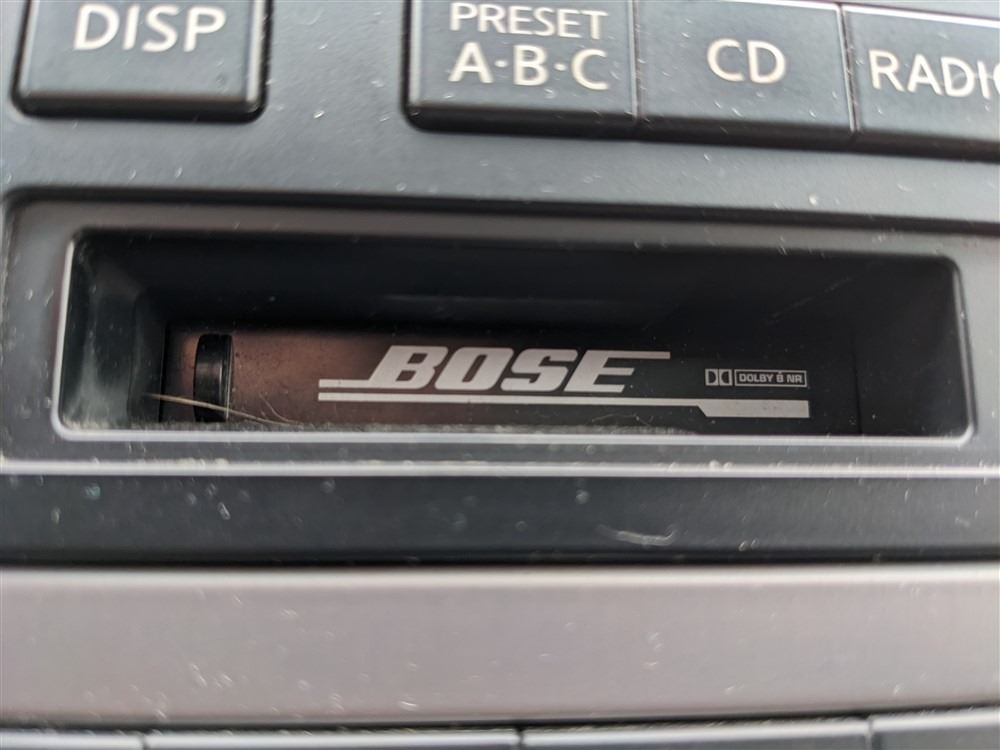 DISP
PRESET
A·B·C
CD
RADIO
BOSE
DOLBY B NR